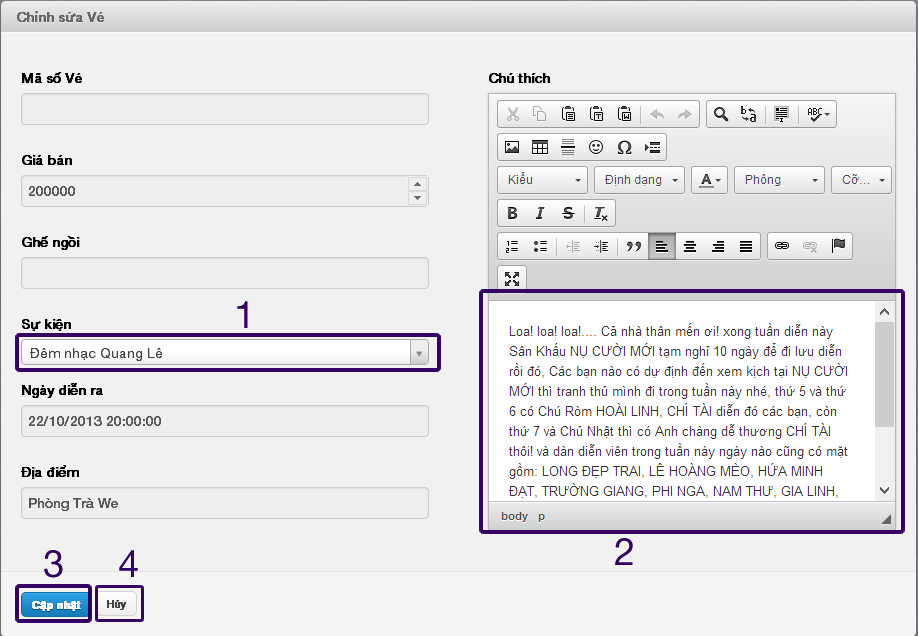 Chỉnh sửa Vé
Mã số Vé
Giá bán
200000
Ghế ngồi
1
Sự kiện
Đêm nhạc Quang Lê
Ngày diễn ra
22/10/2013 20:00:00
Địa điểm
Phòng Trà We
3
4
Cập nhật
Hủy
Chú thích
ABC
Kiểu
Định dạng
A
Phông
Cỡ...
B I S Ix
Loa! loa! loa!.... Cả nhà thân mến ơi! xong tuần diễn này
Sân Khấu NỤ CƯỜI MỚI tạm nghỉ 10 ngày để đi lưu diễn
rồi đó, Các bạn nào có dự định đến xem kịch tại NỤ CƯỜI
MỚI thì tranh thủ mình đi trong tuần này nhé, thứ 5 và thứ
6 có Chú Ròm HOÀI LINH, CHÍ TÀI diễn đó các bạn, còn
thứ 7 và Chủ Nhật thì có Anh chàng dễ thương CHÍ TÀI
thôi! và dàn diễn viên trong tuần này ngày nào cũng có mặt
gồm: LONG ĐẸP TRAI, LÊ HOÀNG MÈO, HỨA MINH
ĐẠT, TRƯỜNG GIANG, PHI NGA, NAM THƯ, GIA LINH,
body p
2